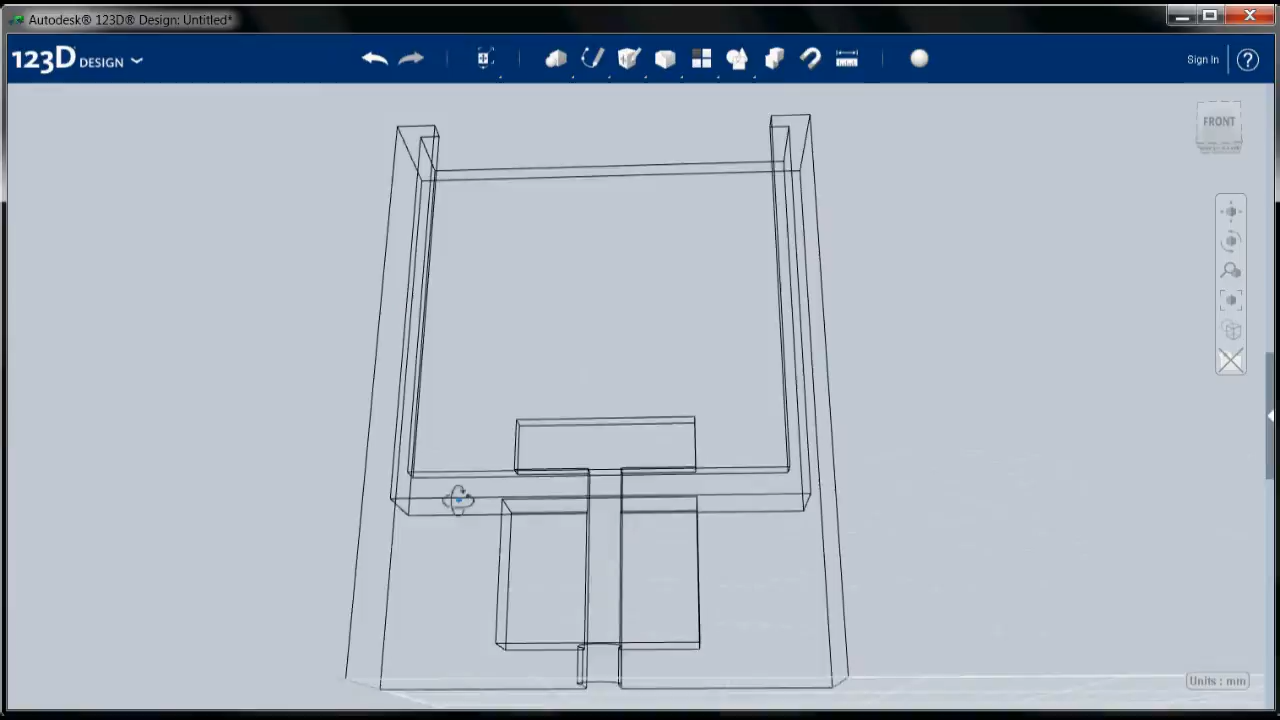 Autodesk® 123D® Design: Untitled*
123D DESIGN
Sign In
?
FRONT
Units : mm